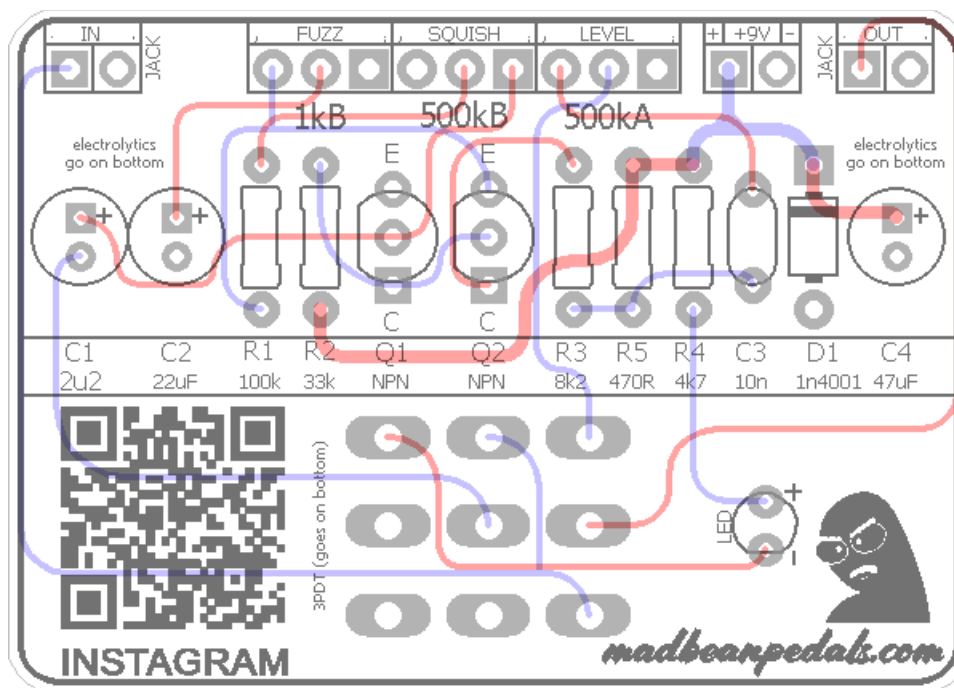 IN FUZZ SQUISH LEVEL + +9V - OUT
JACK JACK
1kB 500kB 500kA
electrolytics
go on bottom
E E
electrolytics
go on bottom
+ + +
C C
C1 C2 R1 R2 Q1 Q2 R3 R5 R4 C3 D1 C4
2u2 22uF 100k 33k NPN NPN 8k2 470R 4k7 10n 1n4001 47uF
3PDT (goes on bottom)
LED
+
-
INSTAGRAM
madbeanpedals.com